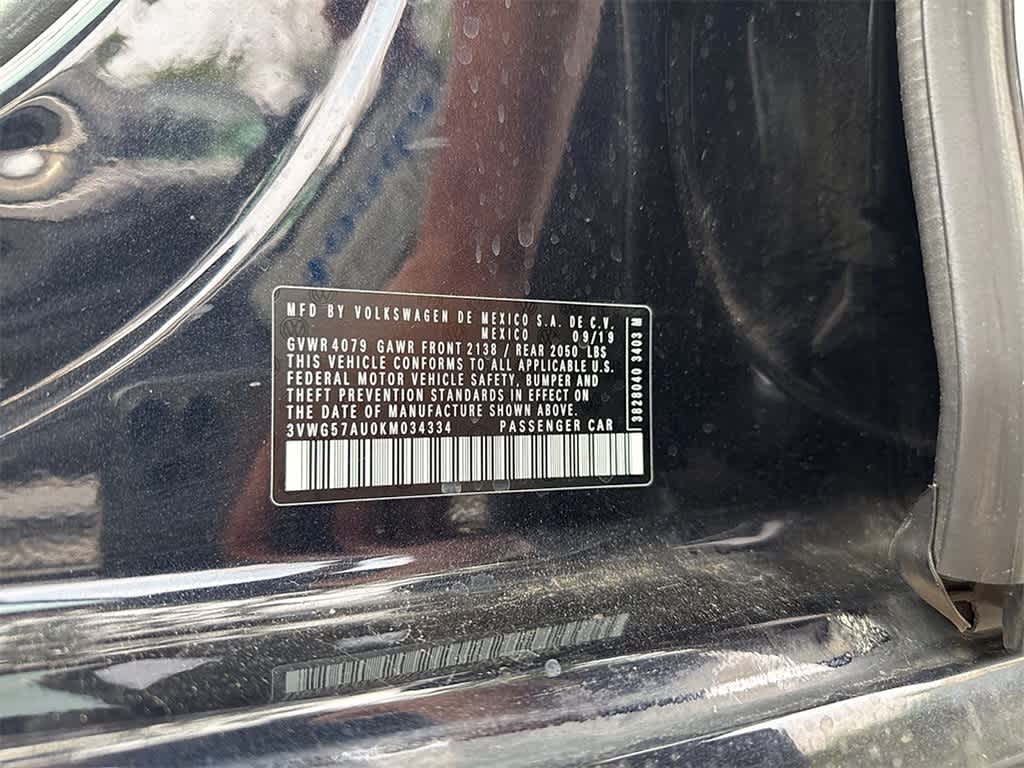 MFD BY VOLKSWAGEN DE MEXICO S.A. DE C.V.
MEXICO 09/19
GVWR 4079 GAWR FRONT 2138 / REAR 2050 LBS
THIS VEHICLE CONFORMS TO ALL APPLICABLE U.S.
FEDERAL MOTOR VEHICLE SAFETY, BUMPER AND
THEFT PREVENTION STANDARDS IN EFFECT ON
THE DATE OF MANUFACTURE SHOWN ABOVE.
3VWG57AU0KM034334 PASSENGER CAR
3828040 3403 M